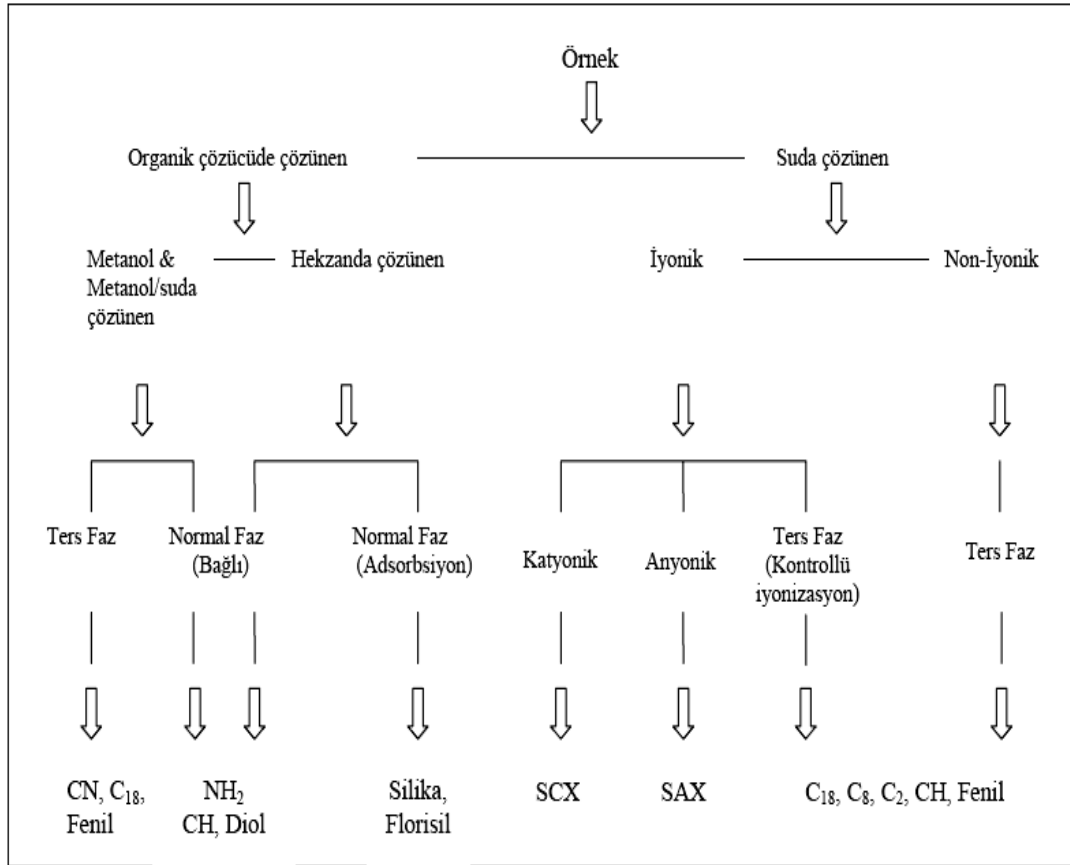 Örnek
Organik çözücüde çözünen
Suda çözünen
Metanol &
Metanol/suda
çözünen
Hekzanda çözünen
İyonik
Non-İyonik
Ters Faz
Normal Faz
(Bağlı)
Normal Faz
(Adsorbsiyon)
Katyonik
Anyonik
Ters Faz
(Kontrollü
iyonizasyon)
Ters Faz
CN, C₁₈,
Fenil
NH₂
CH, Diol
Silika,
Florisil
SCX
SAX
C₁₈, C₈, C₂, CH, Fenil